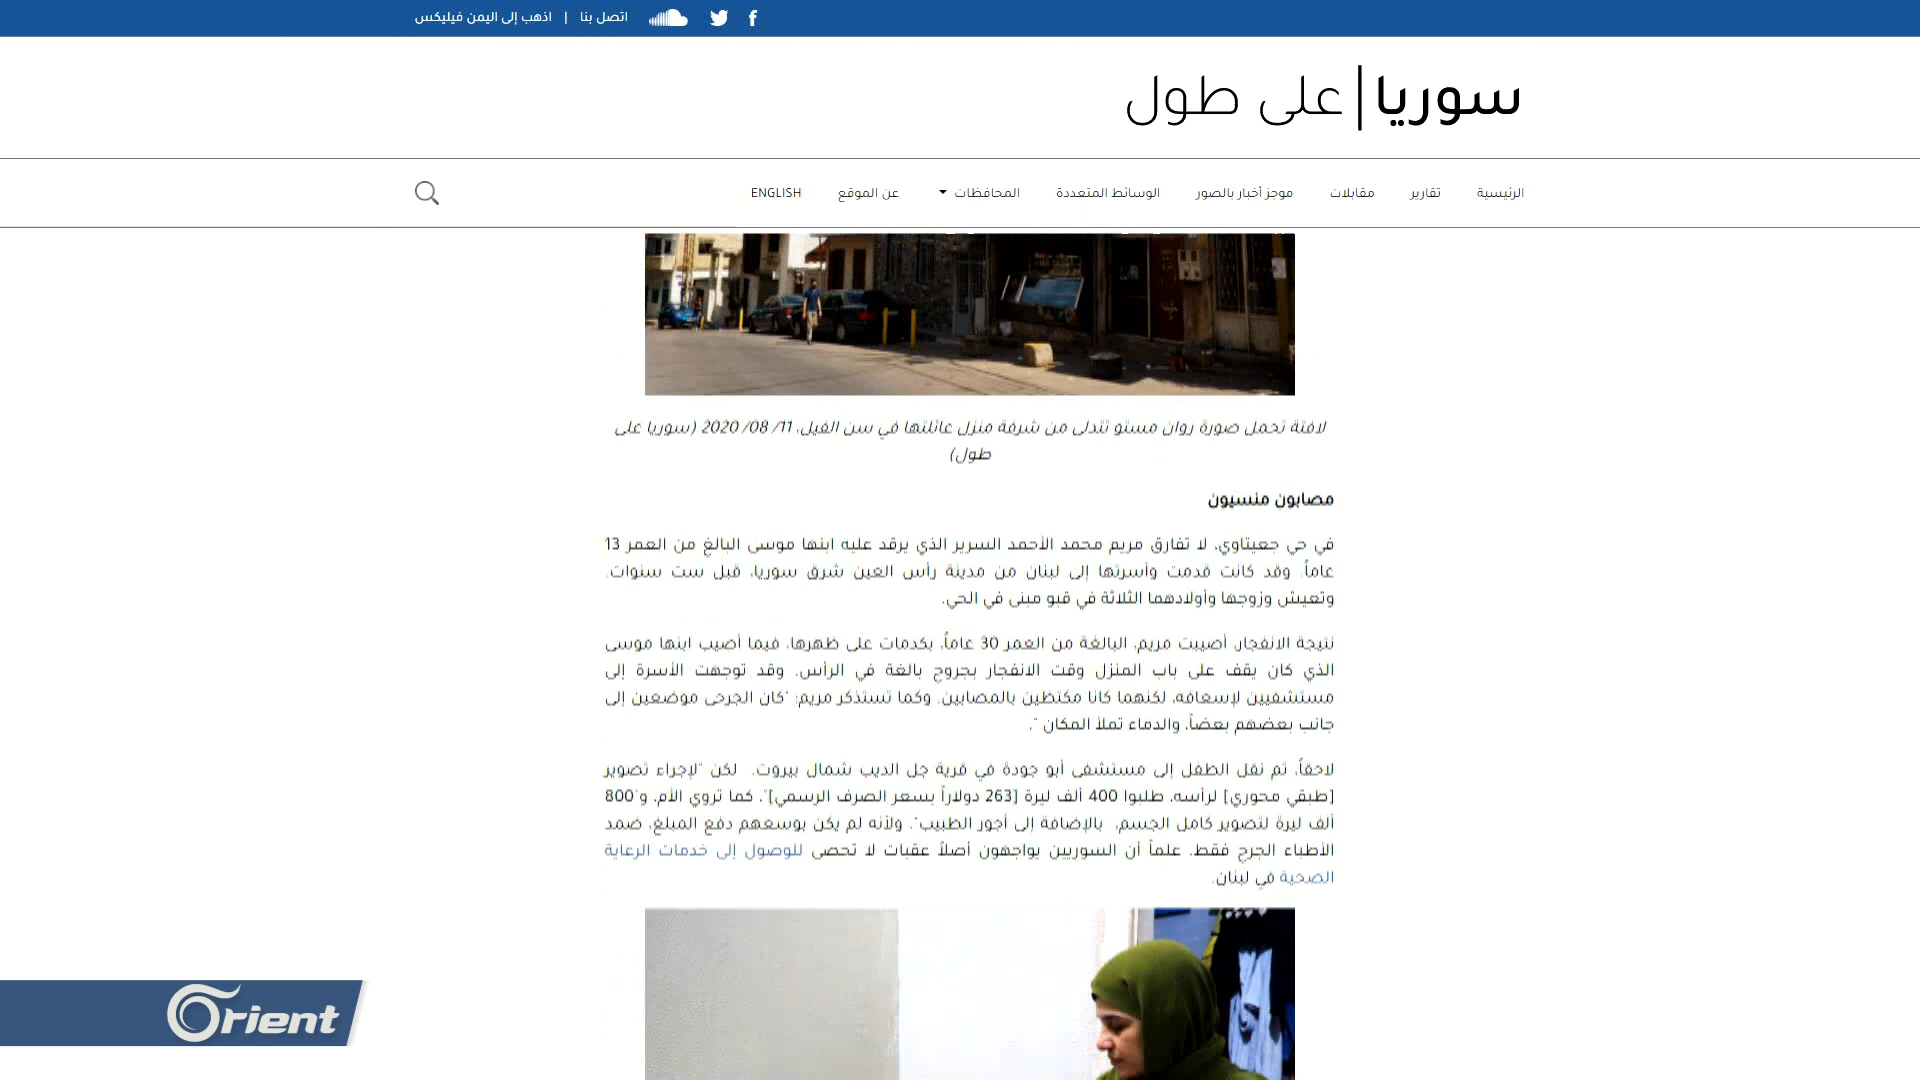 اتصل بنا | اذهب إلى اليمن فيليكس
سوريا|على طول
الرئيسية تقارير مقابلات موجز أخبار بالصور الوسائط المتعددة المحافظات عن الموقع ENGLISH
لافتة تحمل صورة روان مستو تتدلى من شرفة منزل عائلتها في سن الفيل، 11/ 08/ 2020 (سوريا على
طول)
مصابون منسيون
في حي جعيتاوي، لا تفارق مريم محمد الأحمد السرير الذي يرقد عليه ابنها موسى البالغ من العمر 13
عاماً. وقد كانت قدمت وأسرتها إلى لبنان من مدينة رأس العين شرق سوريا، قبل ست سنوات.
وتعيش وزوجها وأولادهما الثلاثة في قبو مبنى في الحي.
نتيجة الانفجار، أصيبت مريم، البالغة من العمر 30 عاماً، بكدمات على ظهرها، فيما أصيب ابنها موسى
الذي كان يقف على باب المنزل وقت الانفجار بجروح بالغة في الرأس. وقد توجهت الأسرة إلى
مستشفيين لإسعافه، لكنهما كانا مكتظين بالمصابين. وكما تستذكر مريم: "كان الجرحى موضعين إلى
جانب بعضهم بعضاً، والدماء تملأ المكان ".
لاحقاً، تم نقل الطفل إلى مستشفى أبو جودة في قرية جل الديب شمال بيروت. لكن "لإجراء تصوير
[طبقي محوري] لرأسه، طلبوا 400 ألف ليرة [263 دولاراً بسعر الصرف الرسمي]"، كما تروي الأم، و"800
ألف ليرة لتصوير كامل الجسم، بالإضافة إلى أجور الطبيب". ولأنه لم يكن بوسعهم دفع المبلغ، ضمد
الأطباء الجرح فقط. علماً أن السوريين يواجهون أصلاً عقبات لا تحصى للوصول إلى خدمات الرعاية
الصحية في لبنان.
Orient